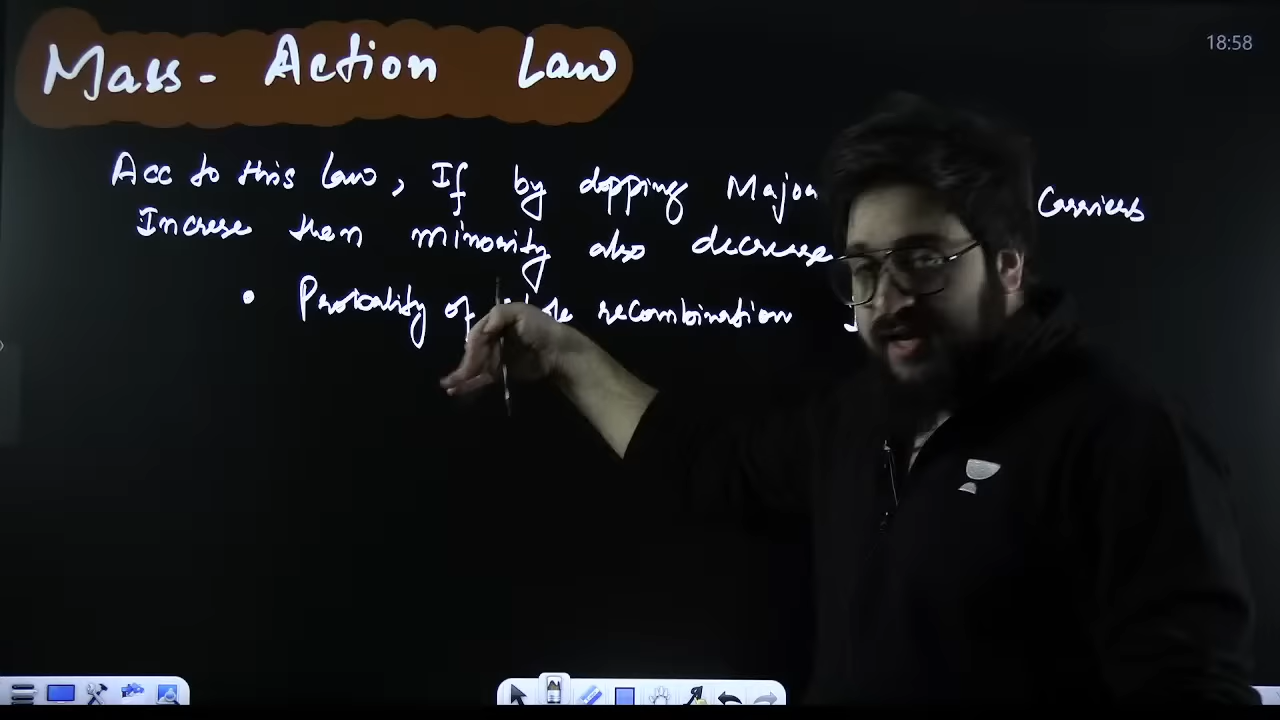 18:58
Mass - Action Law
Acc to this law, If by dopping Majo Carriers
Increse then minority also decrease
• Probality of recombination